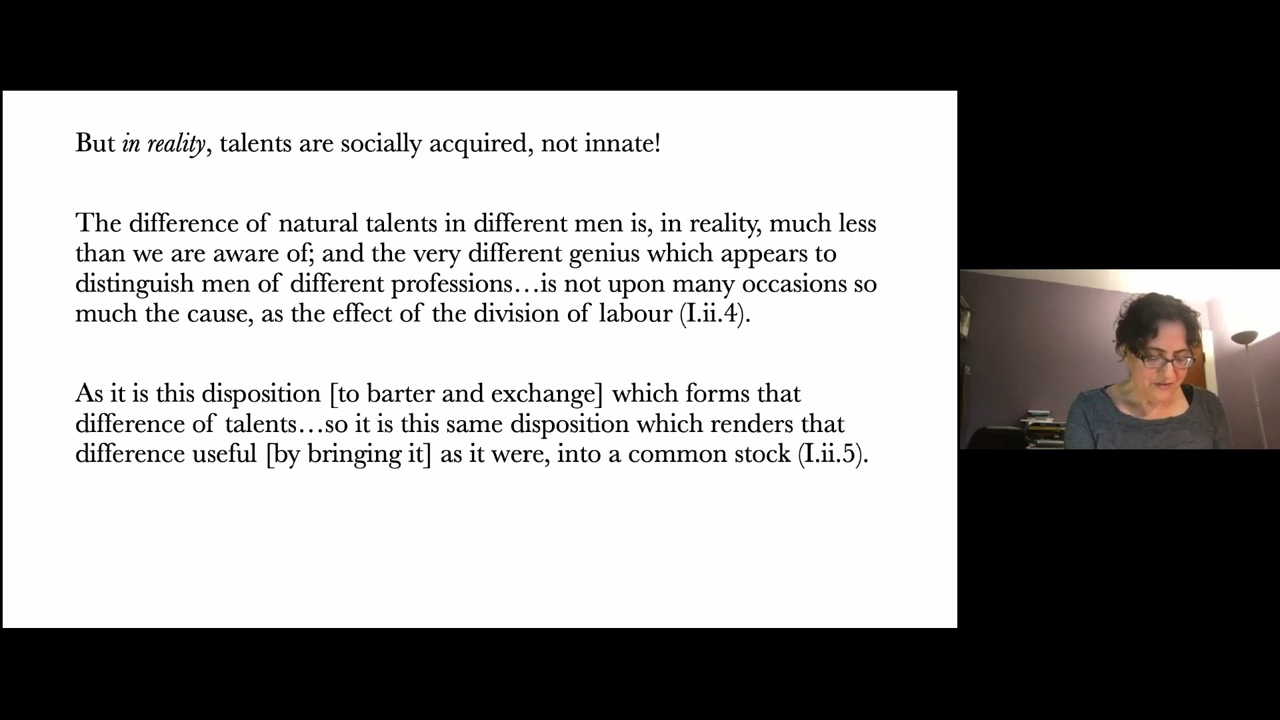 But in reality, talents are socially acquired, not innate!
The difference of natural talents in different men is, in reality, much less
than we are aware of; and the very different genius which appears to
distinguish men of different professions…is not upon many occasions so
much the cause, as the effect of the division of labour (I.ii.4).
As it is this disposition [to barter and exchange] which forms that
difference of talents…so it is this same disposition which renders that
difference useful [by bringing it] as it were, into a common stock (I.ii.5).